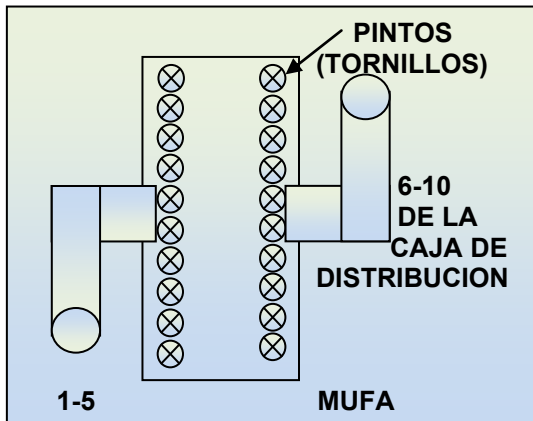 PINTOS
(TORNILLOS)
6-10
DE LA
CAJA DE
DISTRIBUCION
1-5
MUFA